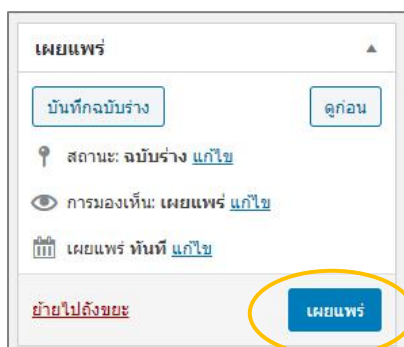 เผยแพร่
บันทึกฉบับร่าง ดูก่อน
สถานะ: ฉบับร่าง แก้ไข
การมองเห็น: เผยแพร่ แก้ไข
เผยแพร่ ทันที แก้ไข
ย้ายไปถังขยะ เผยแพร่